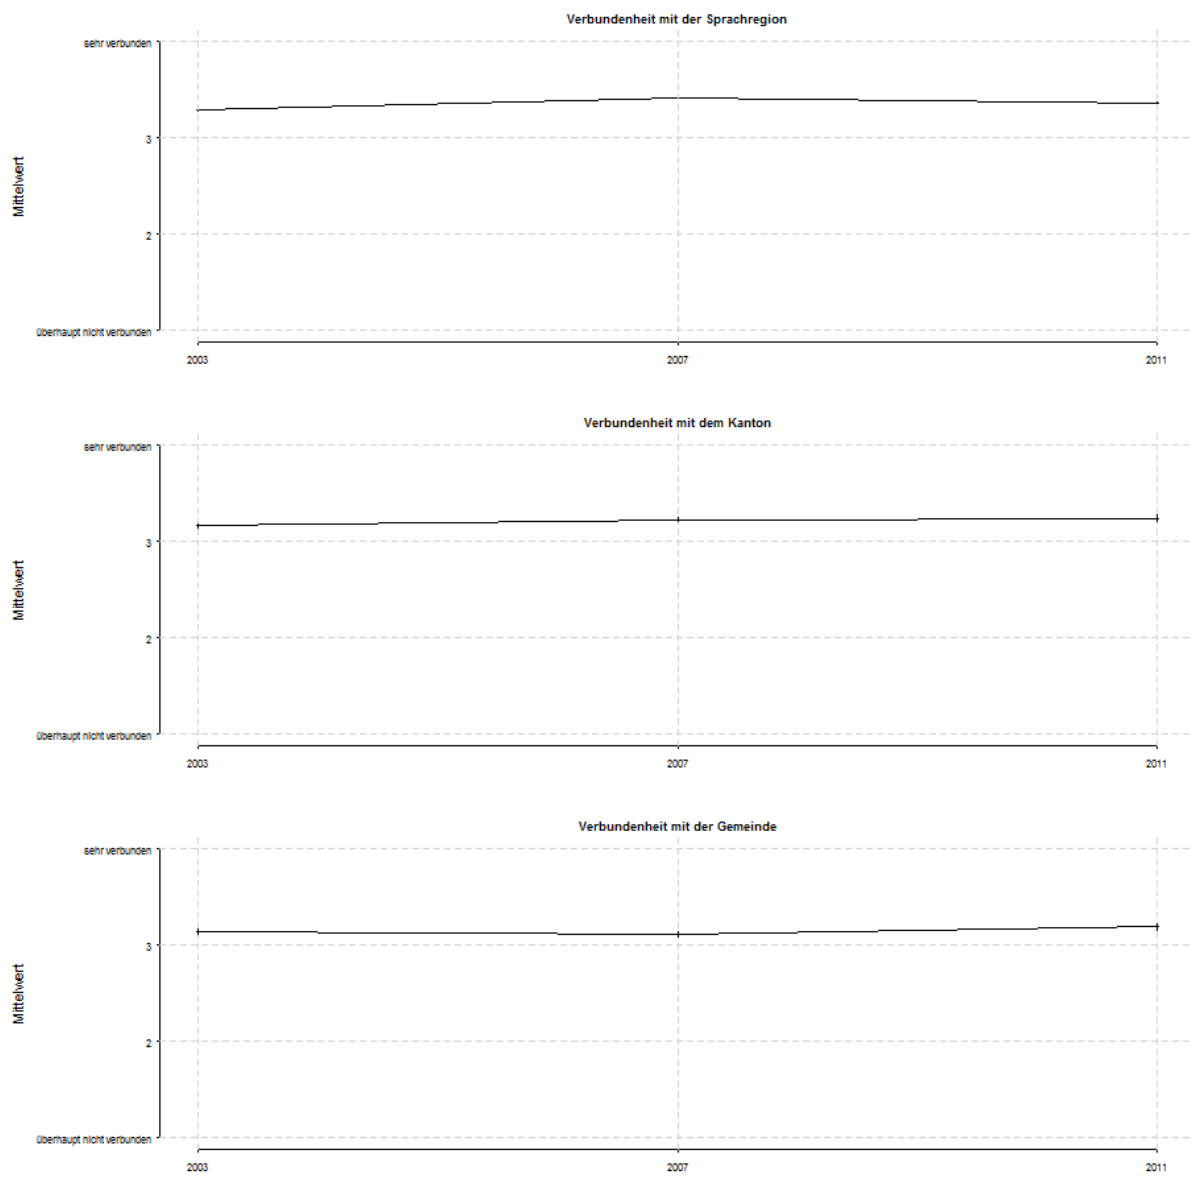 Verbundenheit mit der Sprachregion
sehr verbunden
3
Mittelwert
2
überhaupt nicht verbunden
2003 2007 2011
Verbundenheit mit dem Kanton
sehr verbunden
3
Mittelwert
2
überhaupt nicht verbunden
2003 2007 2011
Verbundenheit mit der Gemeinde
sehr verbunden
3
Mittelwert
2
überhaupt nicht verbunden
2003 2007 2011